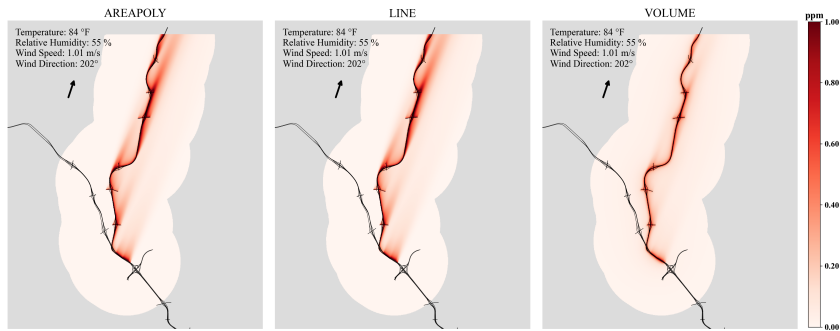 AREAPOLY
Temperature: 84 °F
Relative Humidity: 55 %
Wind Speed: 1.01 m/s
Wind Direction: 202°
LINE
Temperature: 84 °F
Relative Humidity: 55 %
Wind Speed: 1.01 m/s
Wind Direction: 202°
VOLUME
Temperature: 84 °F
Relative Humidity: 55 %
Wind Speed: 1.01 m/s
Wind Direction: 202°
ppm
1.00
0.80
0.60
0.40
0.20
0.00